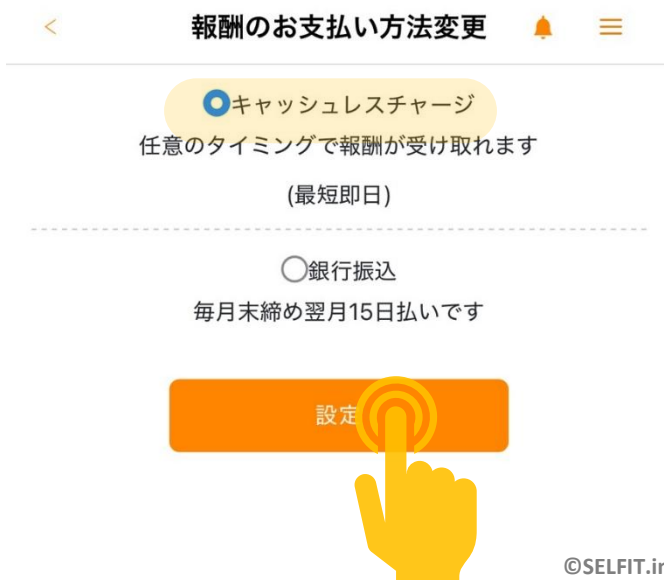 報酬のお支払い方法変更
キャッシュレスチャージ
任意のタイミングで報酬が受け取れます
(最短即日)
銀行振込
毎月末締め翌月15日払いです
設定